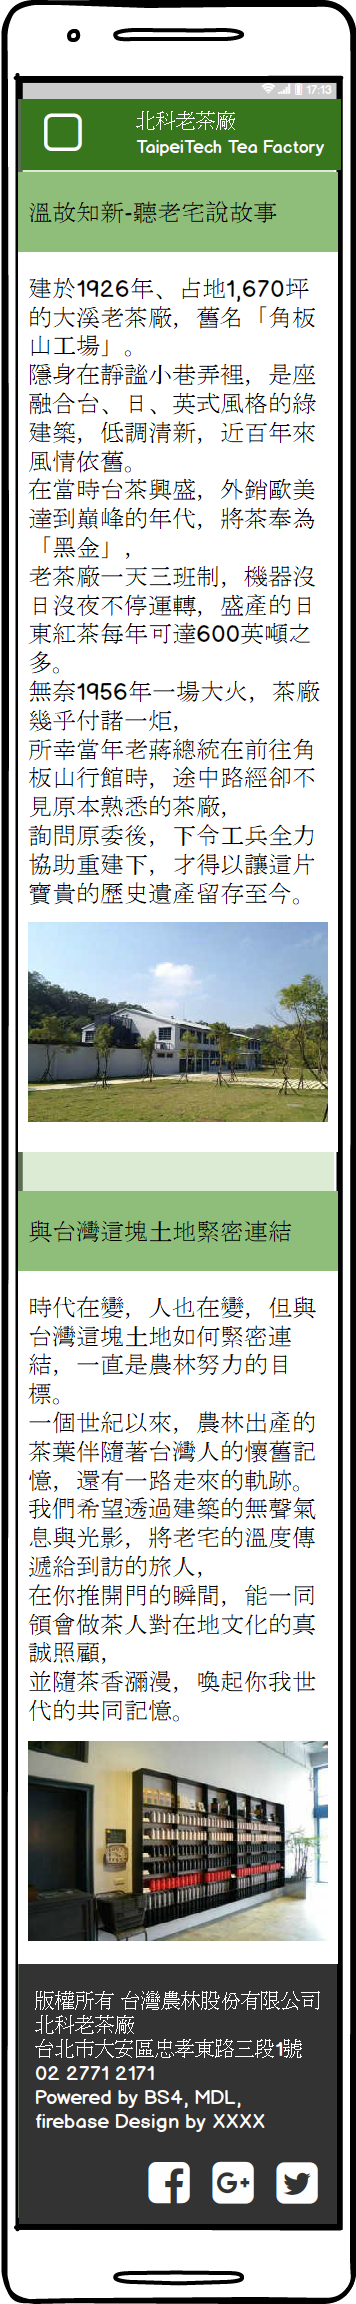 17:13
北科老茶廠
TaipeiTech Tea Factory
溫故知新-聽老宅說故事
建於1926年、占地1,670坪
的大溪老茶廠，舊名「角板
山工場」。
隱身在靜謐小巷弄裡，是座
融合台、日、英式風格的綠
建築，低調清新，近百年來
風情依舊。
在當時台茶興盛，外銷歐美
達到巔峰的年代，將茶奉為
「黑金」，
老茶廠一天三班制，機器沒
日沒夜不停運轉，盛產的日
東紅茶每年可達600英噸之
多。
無奈1956年一場大火，茶廠
幾乎付諸一炬，
所幸當年老蔣總統在前往角
板山行館時，途中路經卻不
見原本熟悉的茶廠，
詢問原委後，下令工兵全力
協助重建下，才得以讓這片
寶貴的歷史遺產留存至今。
與台灣這塊土地緊密連結
時代在變，人也在變，但與
台灣這塊土地如何緊密連
結，一直是農林努力的目
標。
一個世紀以來，農林出產的
茶葉伴隨著台灣人的懷舊記
憶，還有一路走來的軌跡。
我們希望透過建築的無聲氣
息與光影，將老宅的溫度傳
遞給到訪的旅人，
在你推開門的瞬間，能一同
領會做茶人對在地文化的真
誠照顧，
並隨茶香瀰漫，喚起你我世
代的共同記憶。
版權所有 台灣農林股份有限公司
北科老茶廠
台北市大安區忠孝東路三段1號
02 2771 2171
Powered by BS4, MDL,
firebase Design by XXXX